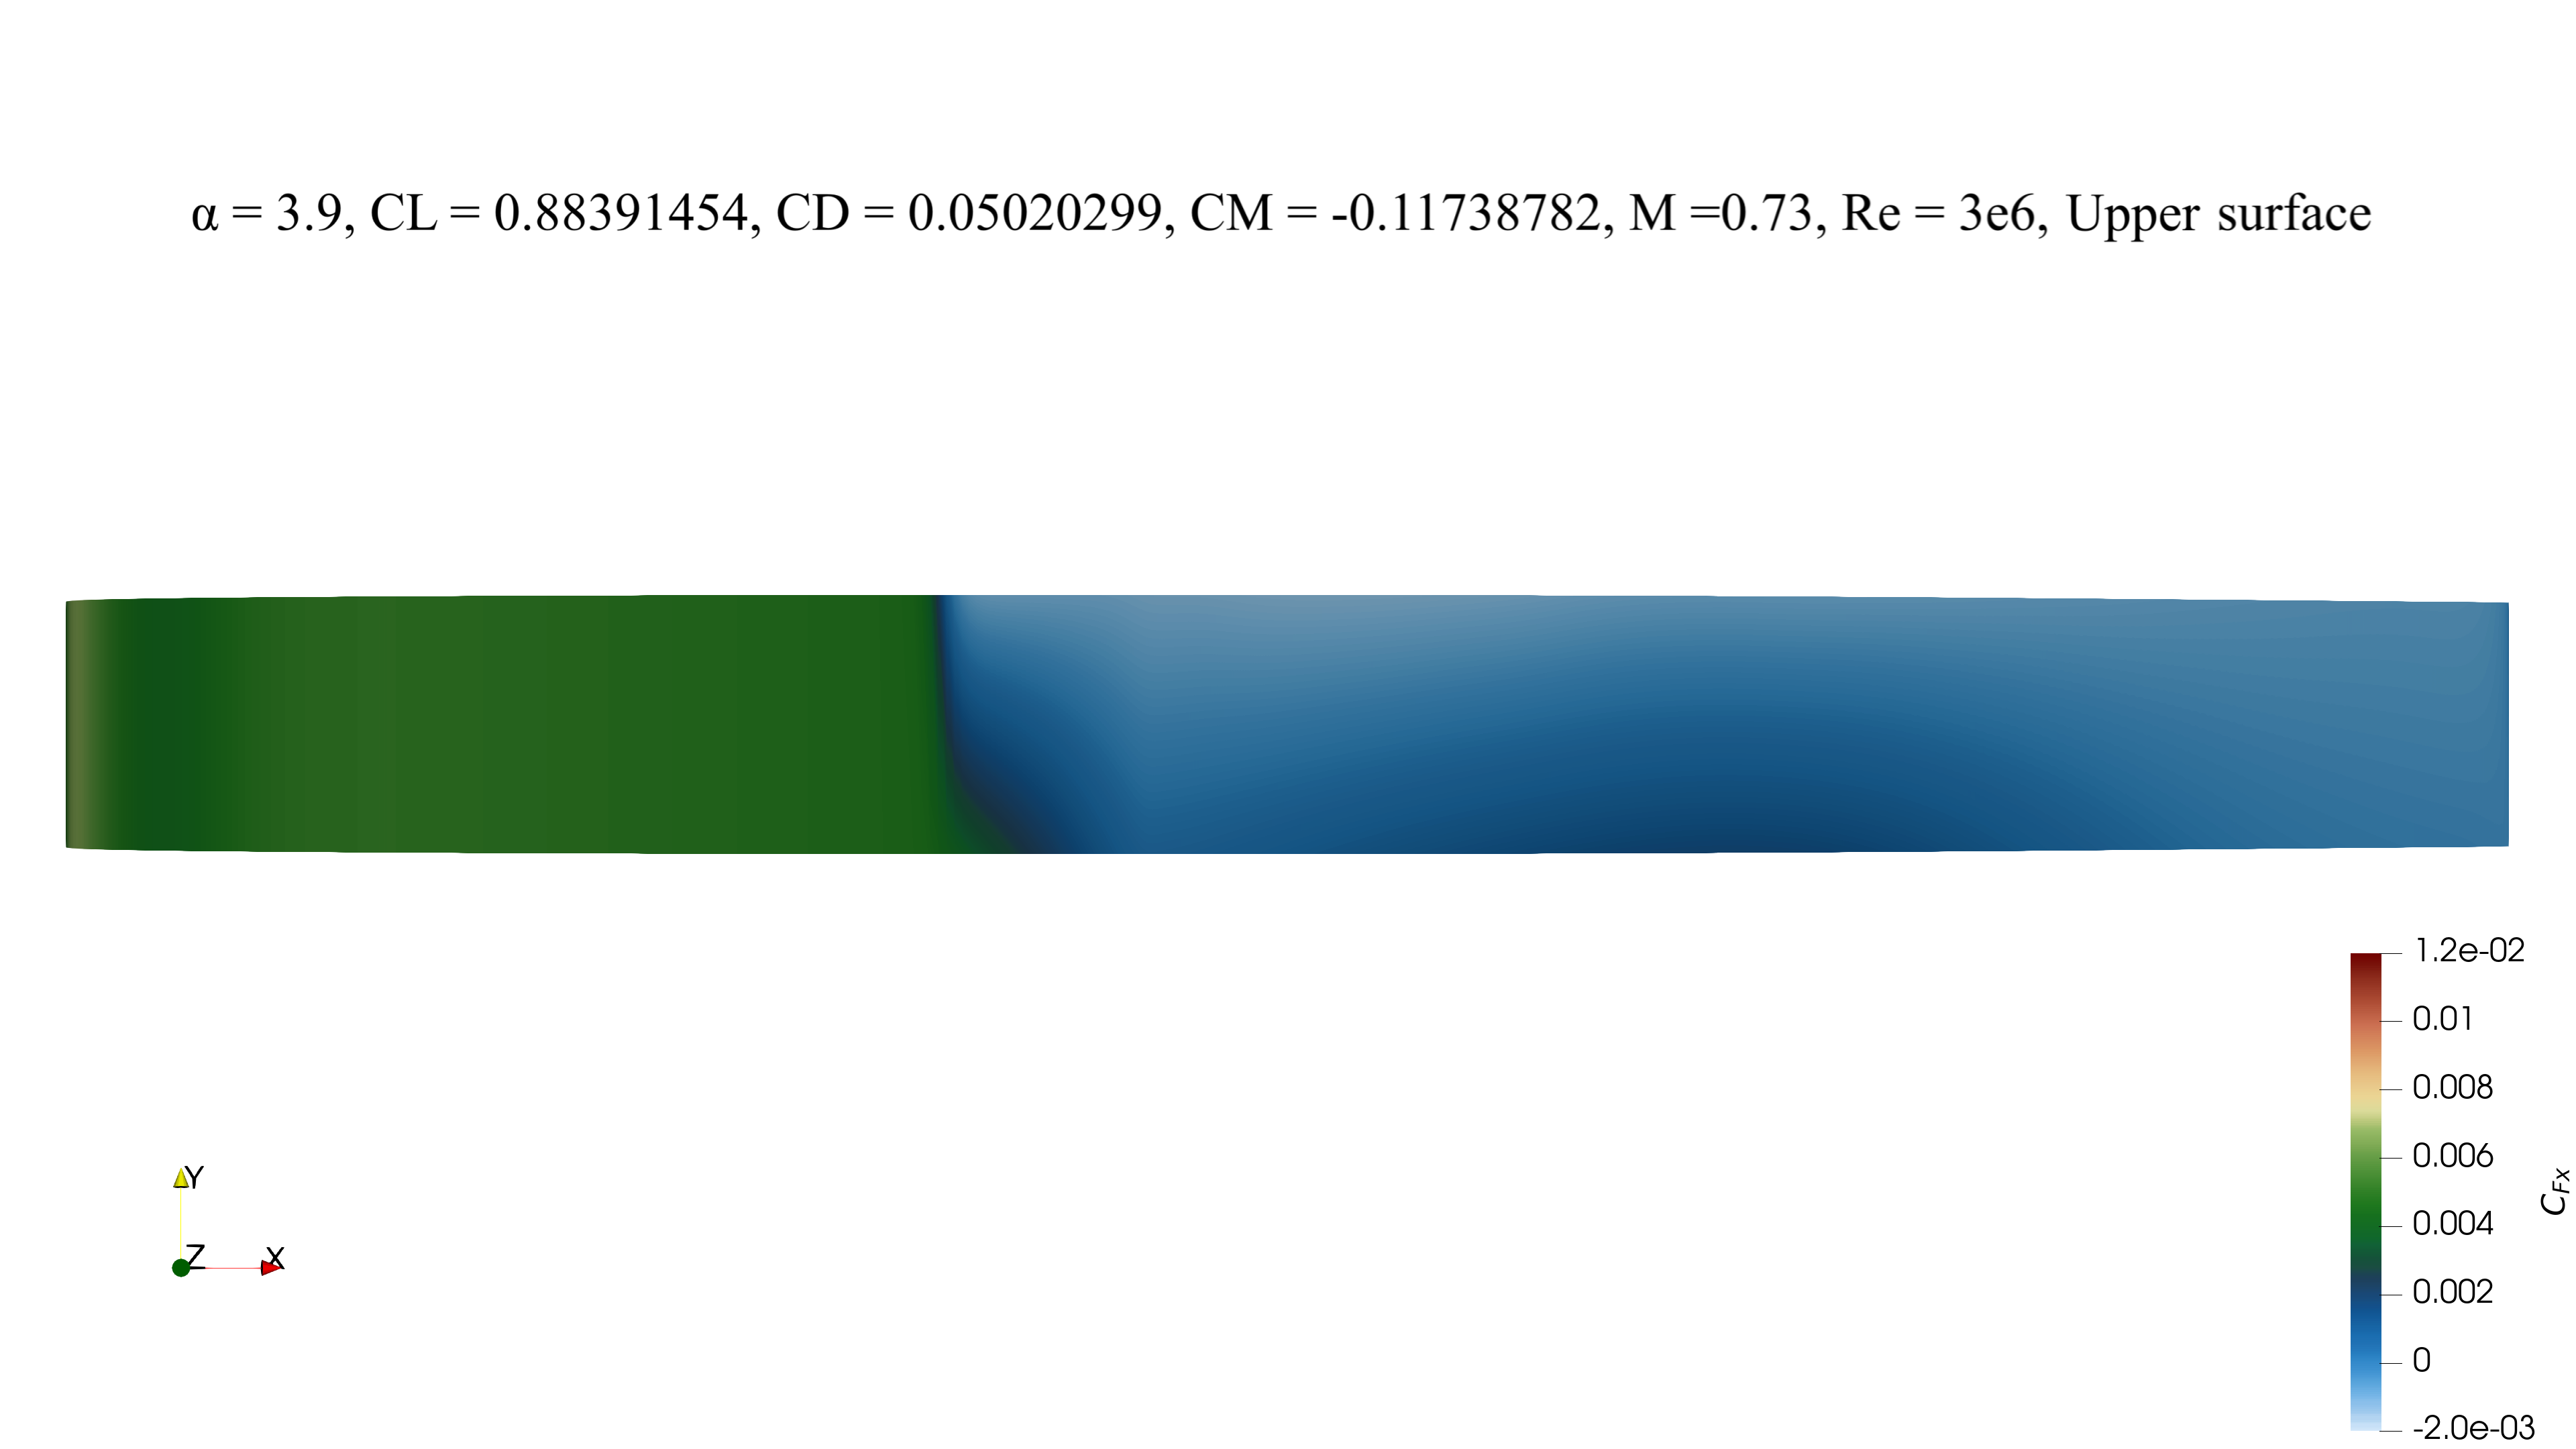 α = 3.9, CL = 0.88391454, CD = 0.05020299, CM = -0.11738782, M =0.73, Re = 3e6, Upper surface
1.2e-02
0.01
0.008
0.006
0.004
0.002
0
-2.0e-03
CFx
Y
Z
X